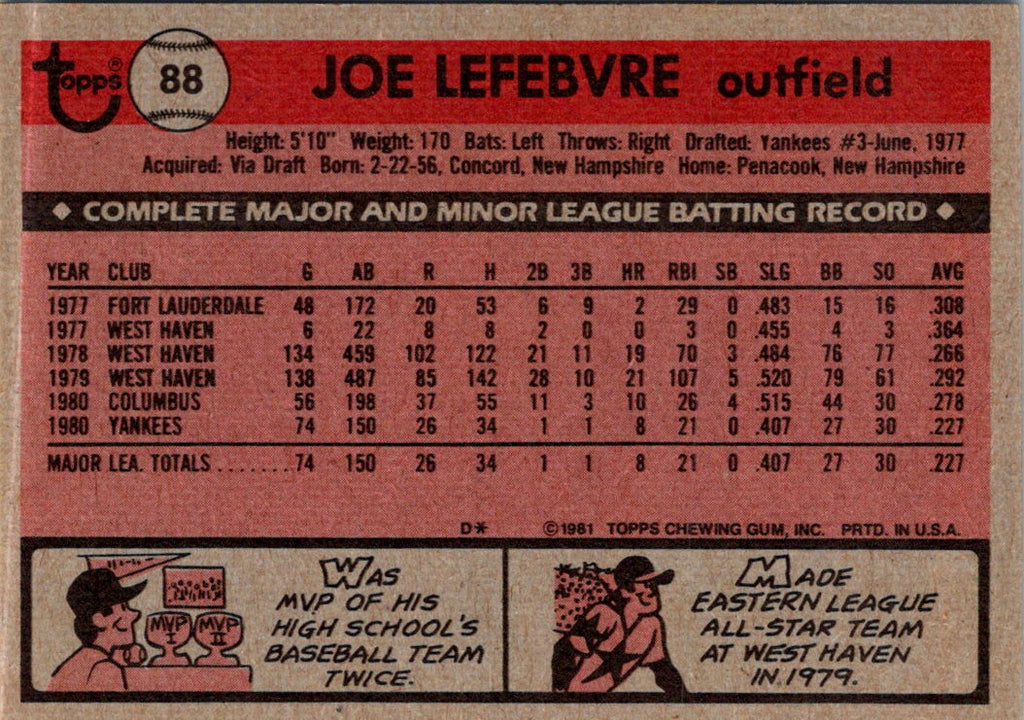 topps® 88 JOE LEFEBVRE outfield
Height: 5'10" Weight: 170 Bats: Left Throws: Right Drafted: Yankees #3-June, 1977
Acquired: Via Draft Born: 2-22-56, Concord, New Hampshire Home: Penacook, New Hampshire
◆ COMPLETE MAJOR AND MINOR LEAGUE BATTING RECORD ◆
YEAR CLUB G AB R H 2B 3B HR RBI SB SLG BB SO AVG
1977 FORT LAUDERDALE 48 172 20 53 6 9 2 29 0 .483 15 16 .308
1977 WEST HAVEN 6 22 8 8 2 0 0 3 0 .455 4 3 .364
1978 WEST HAVEN 134 459 102 122 21 11 19 70 3 .484 76 77 .266
1979 WEST HAVEN 138 487 85 142 28 10 21 107 5 .520 79 61 .292
1980 COLUMBUS 56 198 37 55 11 3 10 26 4 .515 44 30 .278
1980 YANKEES 74 150 26 34 1 1 8 21 0 .407 27 30 .227
MAJOR LEA. TOTALS.......74 150 26 34 1 1 8 21 0 .407 27 30 .227
D* ©1981 TOPPS CHEWING GUM, INC. PRTD. IN U.S.A.
MVP I
MVP II
WAS
MVP OF HIS
HIGH SCHOOL'S
BASEBALL TEAM
TWICE.
MADE
EASTERN LEAGUE
ALL-STAR TEAM
AT WEST HAVEN
IN 1979.